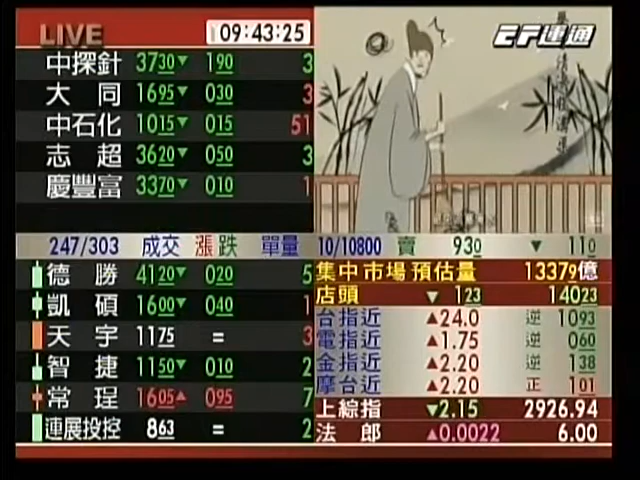 LIVE 09:43:25
中探針 3730▼ 190 3
大同 1695▼ 030 3
中石化 1015▼ 015 51
志超 3620▼ 050 3
慶豐富 3370▼ 010 1
247/303 成交 漲跌 單量
德勝 4120▼ 020 5
凱碩 1600▼ 040 1
天宇 1175 = 3
智捷 1150▼ 010 2
常珵 1605▲ 095 7
連展投控 863 = 2
運通
10/10800 賣 930 ▼ 110
集中市場預估量 13379億
店頭 ▼ 123 14023
台指近 ▲24.0 逆 1093
電指近 ▲1.75 逆 060
金指近 ▲2.20 逆 138
摩台近 ▲2.20 正 101
上綜指 ▼2.15 2926.94
法郎 ▲0.0022 6.00